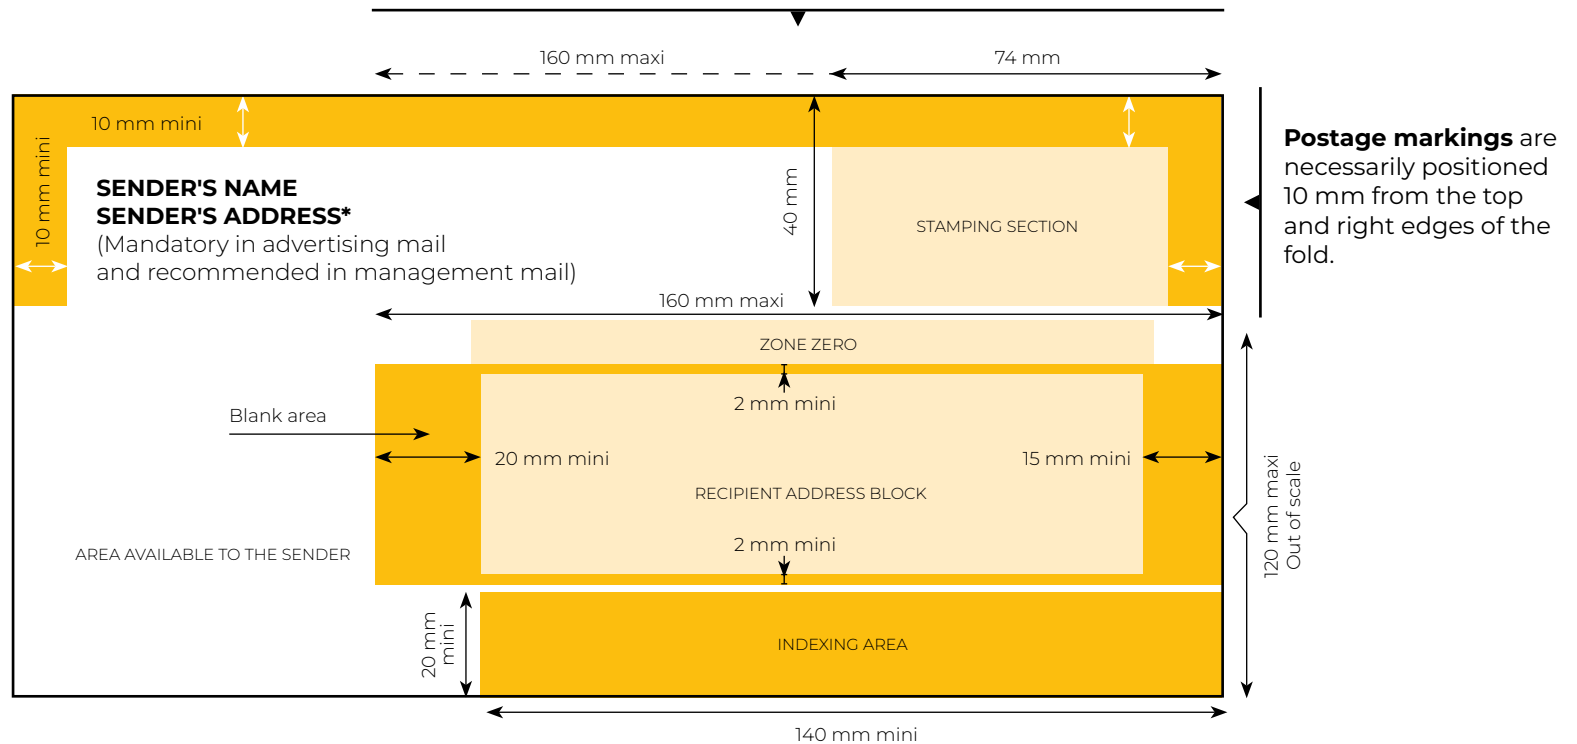 160 mm maxi
74 mm
10 mm mini
10 mm mini
SENDER'S NAME
SENDER'S ADDRESS*
(Mandatory in advertising mail
and recommended in management mail)
40 mm
STAMPING SECTION
Postage markings are
necessarily positioned
10 mm from the top
and right edges of the
fold.
160 mm maxi
ZONE ZERO
2 mm mini
Blank area
20 mm mini
15 mm mini
RECIPIENT ADDRESS BLOCK
2 mm mini
AREA AVAILABLE TO THE SENDER
120 mm maxi
Out of scale
20 mm
mini
INDEXING AREA
140 mm mini